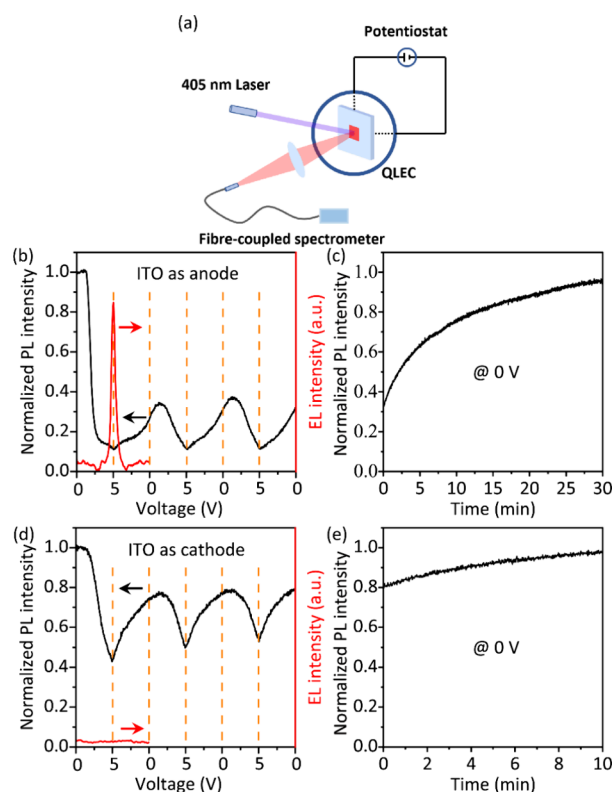 (a)
Potentiostat
405 nm Laser
QLEC
Fibre-coupled spectrometer
(b)
ITO as anode
Normalized PL intensity
1.0
0.8
0.6
0.4
0.2
0.0
0 5 0 5 0 5 0
Voltage (V)
EL intensity (a.u.)
(c)
Normalized PL intensity
1.0
0.8
0.6
0.4
0.2
0.0
@ 0 V
0 5 10 15 20 25 30
Time (min)
(d)
ITO as cathode
Normalized PL intensity
1.0
0.8
0.6
0.4
0.2
0.0
0 5 0 5 0 5 0
Voltage (V)
EL intensity (a.u.)
(e)
Normalized PL intensity
1.0
0.8
0.6
0.4
0.2
0.0
@ 0 V
0 2 4 6 8 10
Time (min)